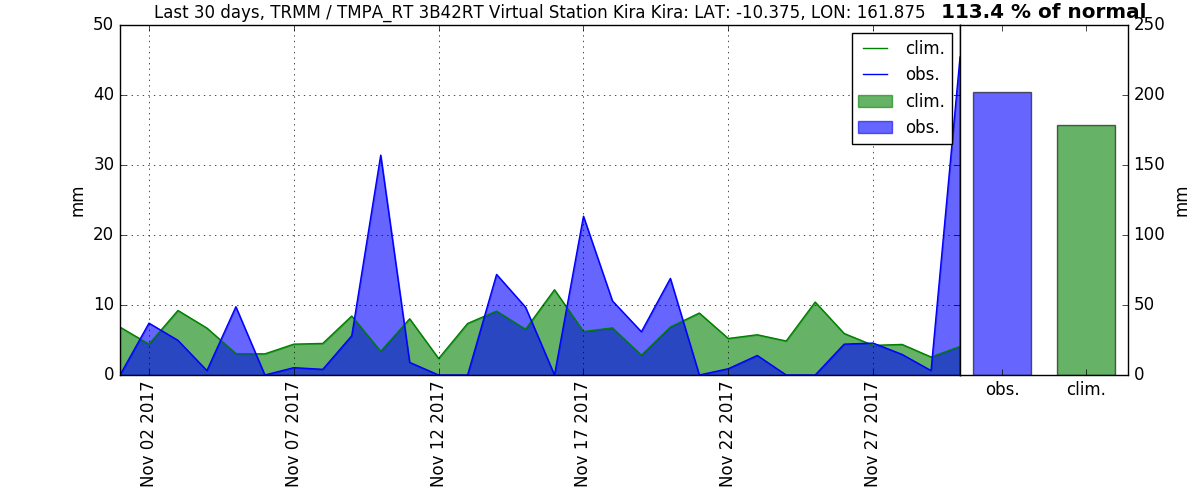 Last 30 days, TRMM / TMPA_RT 3B42RT Virtual Station Kira Kira: LAT: -10.375, LON: 161.875 113.4 % of normal
50
40
30
20
10
0
mm
clim.
obs.
clim.
obs.
250
200
150
100
50
0
mm
Nov 02 2017
Nov 07 2017
Nov 12 2017
Nov 17 2017
Nov 22 2017
Nov 27 2017
obs.
clim.